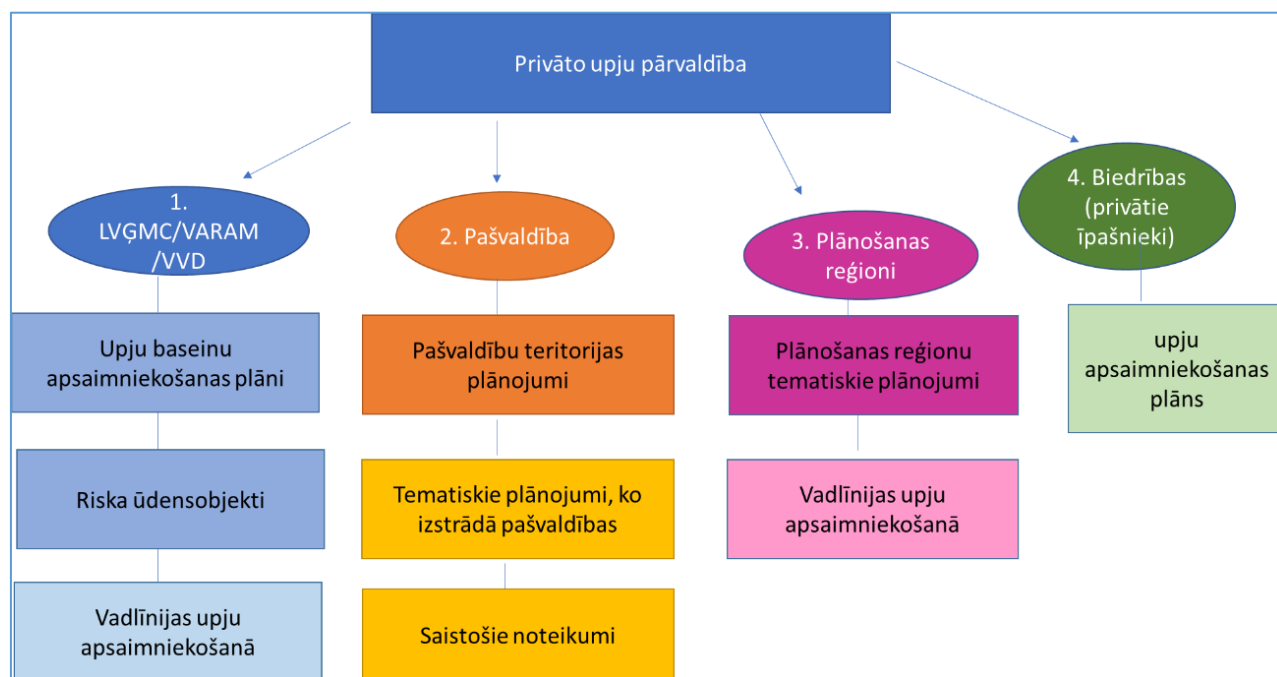 Privāto upju pārvaldība
1.
LVĢMC/VARAM
/VVD
2. Pašvaldība
3. Plānošanas
reģioni
4. Biedrības
(privātie
īpašnieki)
Upju baseinu
apsaimniekošanas plāni
Pašvaldību teritorijas
plānojumi
Plānošanas reģionu
tematiskie plānojumi
upju
apsaimniekošanas
plāns
Riska ūdensobjekti
Tematiskie plānojumi, ko
izstrādā pašvaldības
Vadlīnijas upju
apsaimniekošanā
Vadlīnijas upju
apsaimniekošanā
Saistošie noteikumi